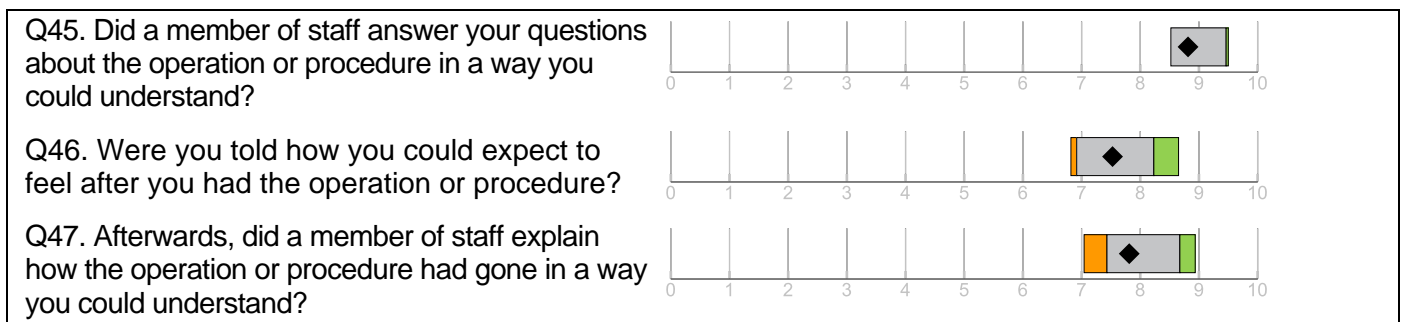 Q45. Did a member of staff answer your questions
about the operation or procedure in a way you
could understand?
0 1 2 3 4 5 6 7 8 9 10
Q46. Were you told how you could expect to
feel after you had the operation or procedure?
0 1 2 3 4 5 6 7 8 9 10
Q47. Afterwards, did a member of staff explain
how the operation or procedure had gone in a way
you could understand?
0 1 2 3 4 5 6 7 8 9 10